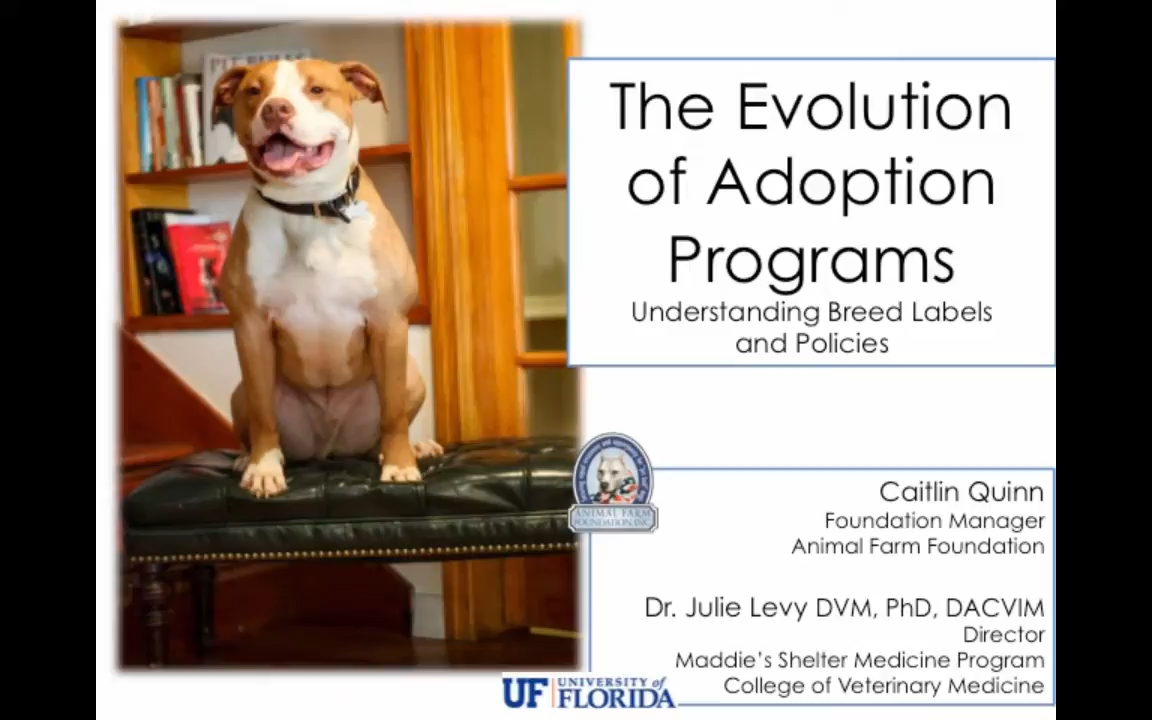 The Evolution
of Adoption
Programs
Understanding Breed Labels
and Policies
ANIMAL FARM
FOUNDATION INC.
Caitlin Quinn
Foundation Manager
Animal Farm Foundation
Dr. Julie Levy DVM, PhD, DACVIM
Director
Maddie's Shelter Medicine Program
College of Veterinary Medicine
UF UNIVERSITY of
FLORIDA